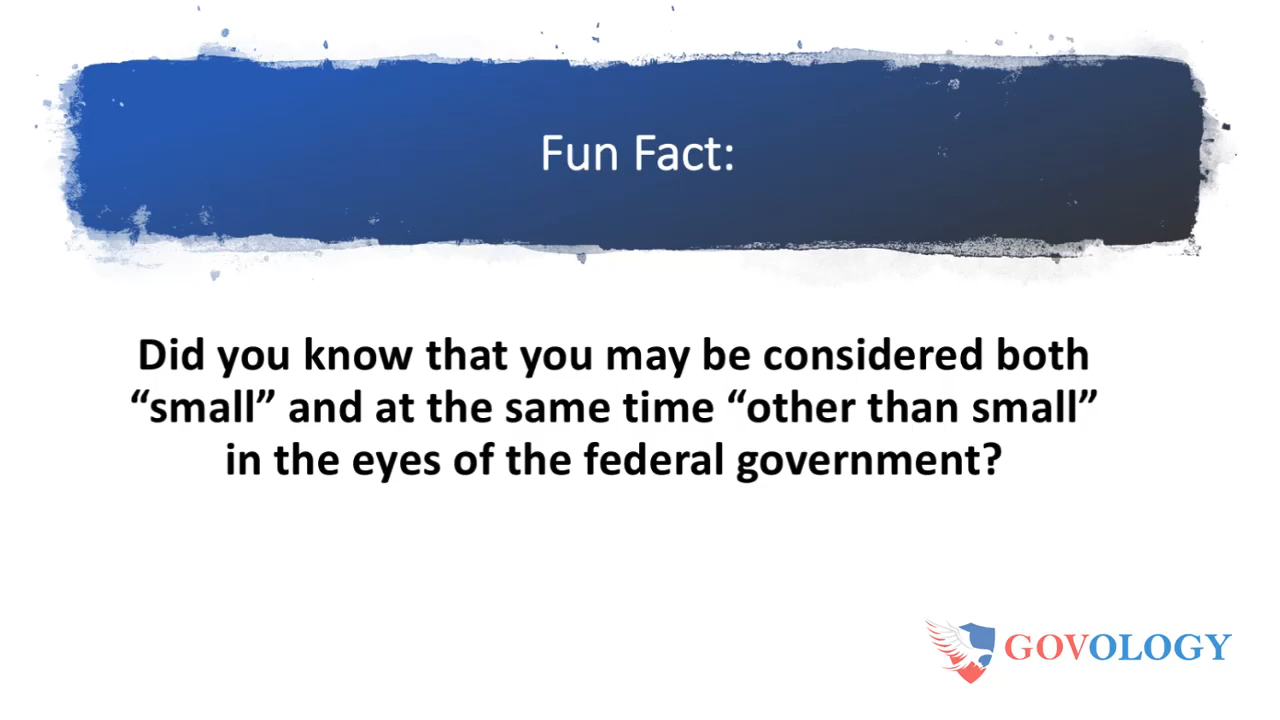 Fun Fact:
Did you know that you may be considered both
“small” and at the same time “other than small”
in the eyes of the federal government?
GOVOLOGY